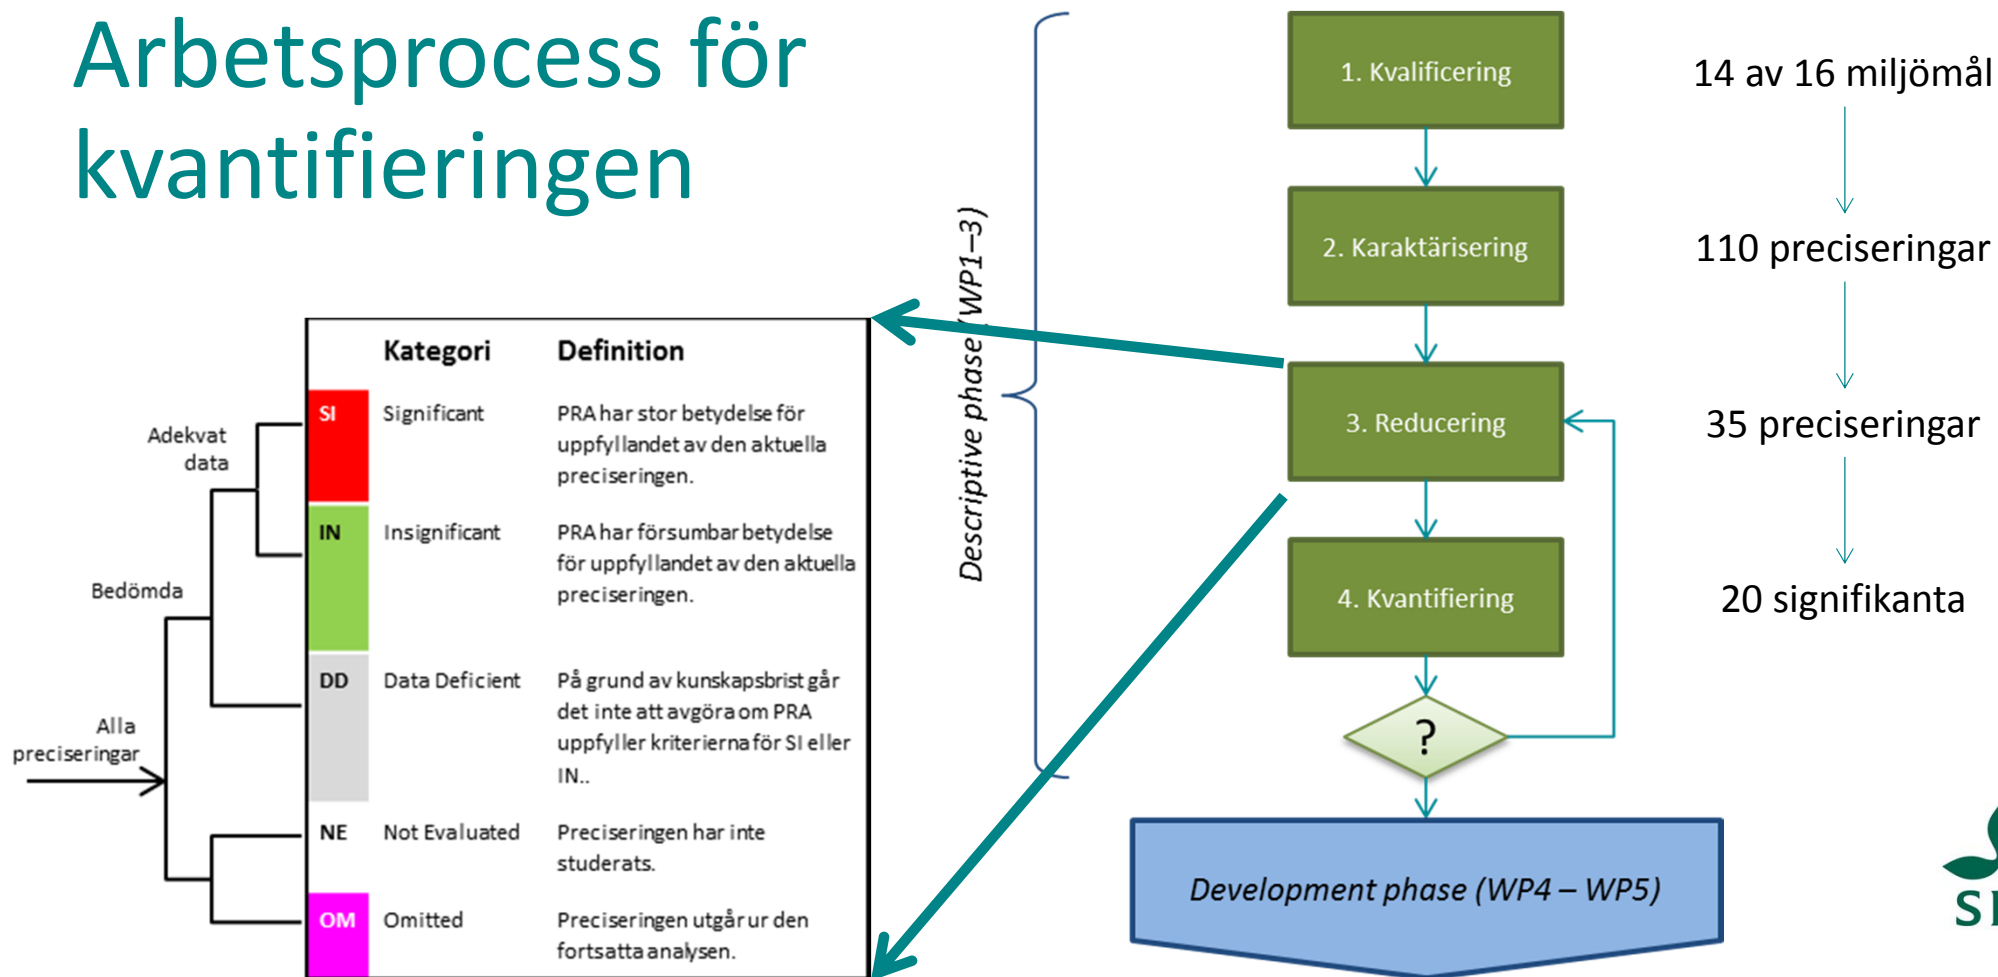 Arbetsprocess för
kvantifieringen
Kategori Definition
SI Significant PRA har stor betydelse för
uppfyllandet av den aktuella
preciseringen.
IN Insignificant PRA har försumbar betydelse
för uppfyllandet av den aktuella
preciseringen.
DD Data Deficient På grund av kunskapsbrist går
det inte att avgöra om PRA
uppfyller kriterierna för SI eller
IN..
NE Not Evaluated Preciseringen har inte
studerats.
OM Omitted Preciseringen utgår ur den
fortsatta analysen.
Adekvat
data
Bedömda
Alla
preciseringar
Descriptive phase (WP1–3)
1. Kvalificering
2. Karaktärisering
3. Reducering
4. Kvantifiering
?
Development phase (WP4 – WP5)
14 av 16 miljömål
110 preciseringar
35 preciseringar
20 signifikanta